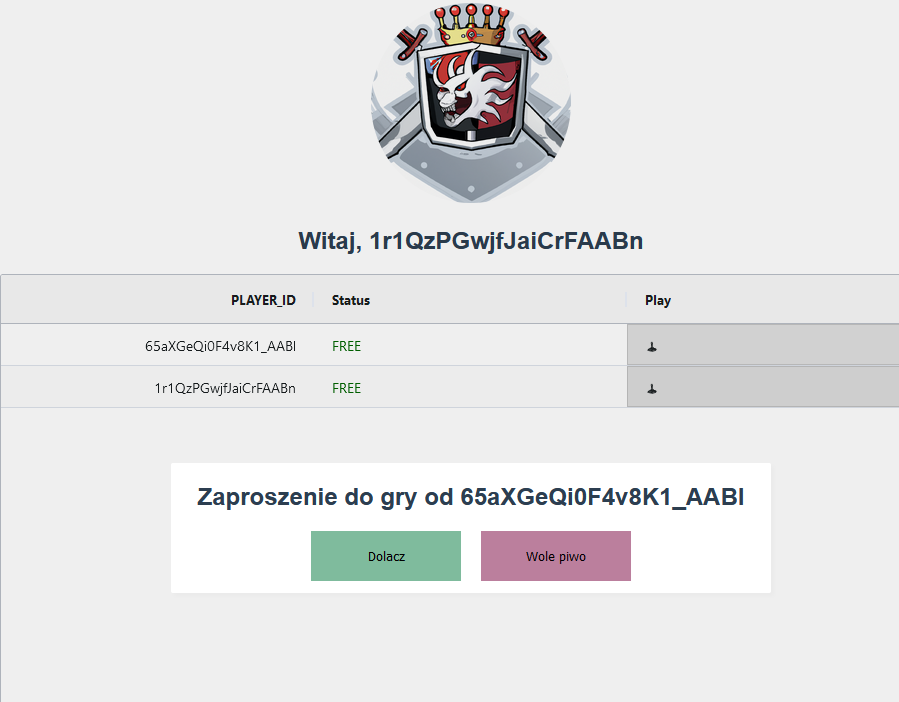 Witaj, 1r1QzPGwjfJaiCrFAABn
PLAYER_ID Status Play
65aXGeQi0F4v8K1_AABl FREE
1r1QzPGwjfJaiCrFAABn FREE
Zaproszenie do gry od 65aXGeQi0F4v8K1_AABl
Dolacz Wole piwo